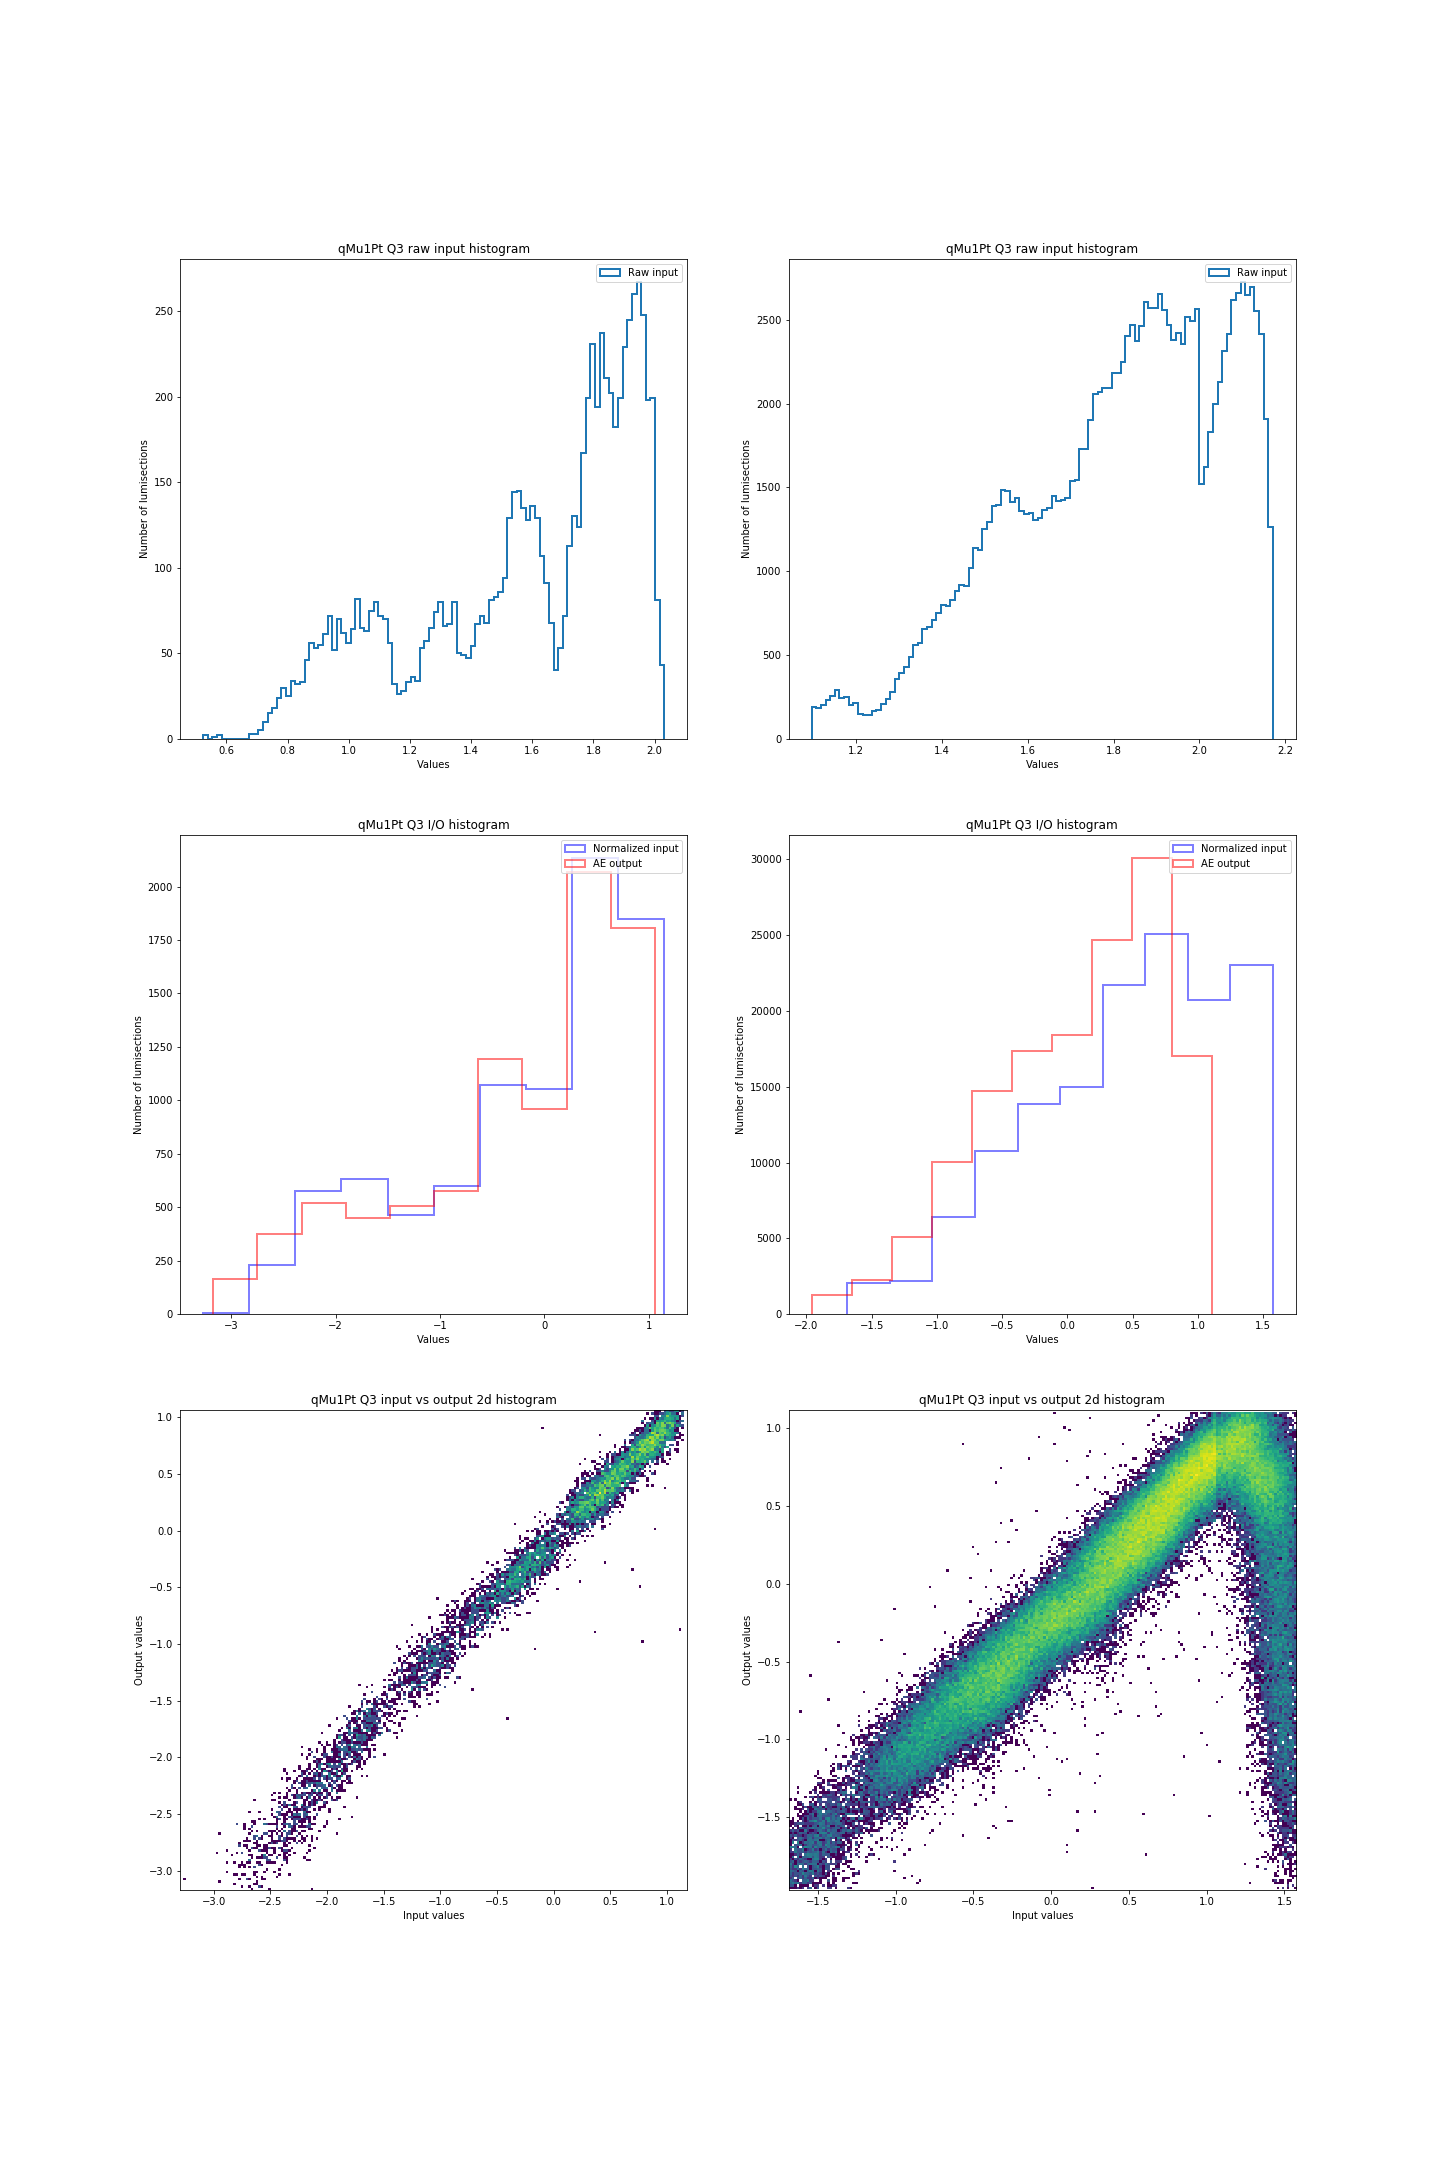 qMu1Pt Q3 raw input histogram
Raw input
250
200
150
100
50
0
Number of lumisections
0.6 0.8 1.0 1.2 1.4 1.6 1.8 2.0
Values
qMu1Pt Q3 raw input histogram
Raw input
2500
2000
1500
1000
500
0
Number of lumisections
1.2 1.4 1.6 1.8 2.0 2.2
Values
qMu1Pt Q3 I/O histogram
Normalized input
AE output
2000
1750
1500
1250
1000
750
500
250
0
Number of lumisections
−3 −2 −1 0 1
Values
qMu1Pt Q3 I/O histogram
Normalized input
AE output
30000
25000
20000
15000
10000
5000
0
Number of lumisections
−2.0 −1.5 −1.0 −0.5 0.0 0.5 1.0 1.5
Values
qMu1Pt Q3 input vs output 2d histogram
1.0
0.5
0.0
−0.5
−1.0
−1.5
−2.0
−2.5
−3.0
Output values
−3.0 −2.5 −2.0 −1.5 −1.0 −0.5 0.0 0.5 1.0
Input values
qMu1Pt Q3 input vs output 2d histogram
1.0
0.5
0.0
−0.5
−1.0
−1.5
Output values
−1.5 −1.0 −0.5 0.0 0.5 1.0 1.5
Input values